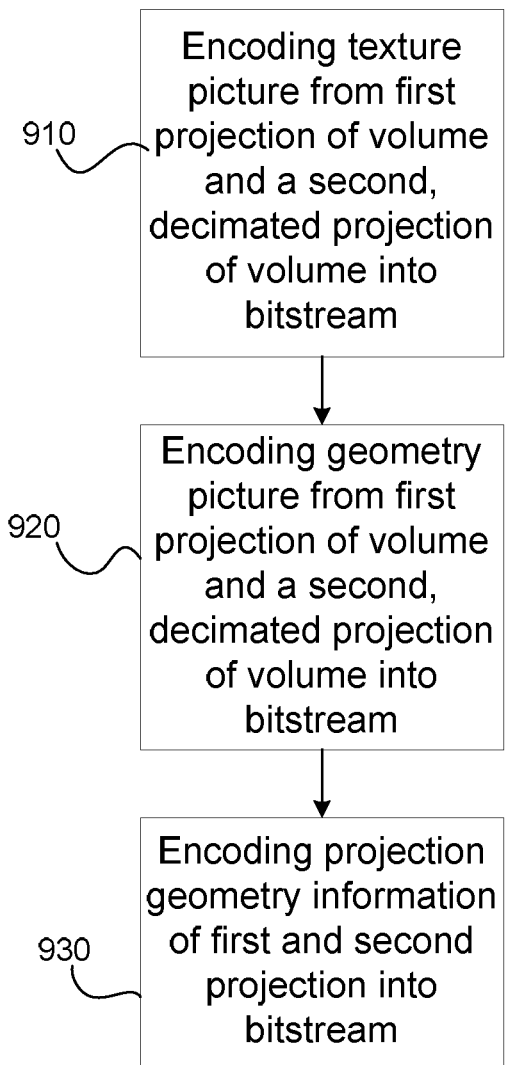 Encoding texture
picture from first
projection of volume
and a second,
decimated projection
of volume into
bitstream
910
Encoding geometry
picture from first
projection of volume
and a second,
decimated projection
of volume into
bitstream
920
Encoding projection
geometry information
of first and second
projection into
bitstream
930